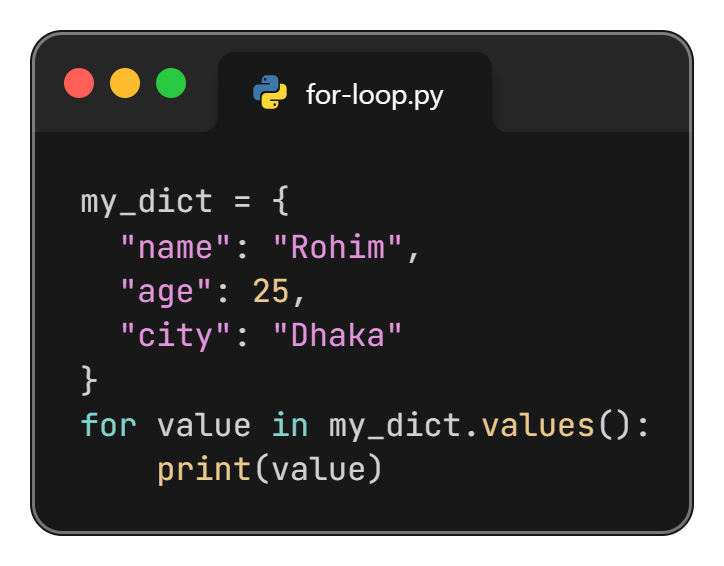 for-loop.py
my_dict = {
  "name": "Rohim",
  "age": 25,
  "city": "Dhaka"
}
for value in my_dict.values():
    print(value)